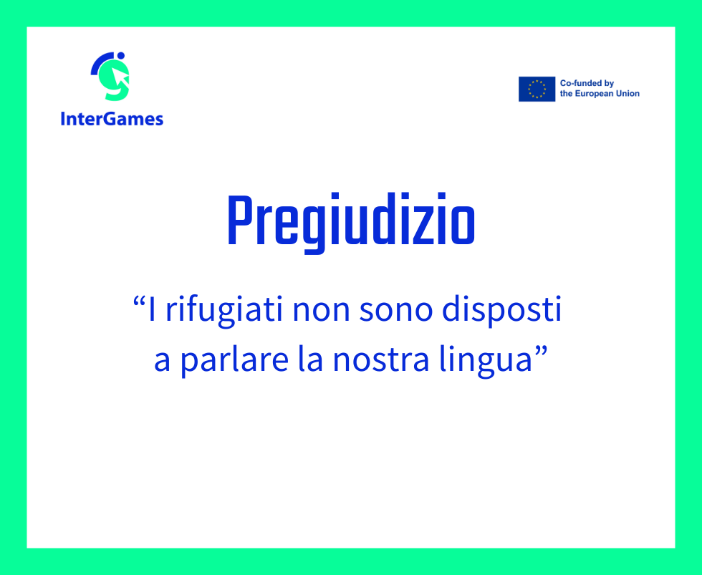 InterGames
Co-funded by
the European Union
Pregiudizio
“I rifugiati non sono disposti
a parlare la nostra lingua”